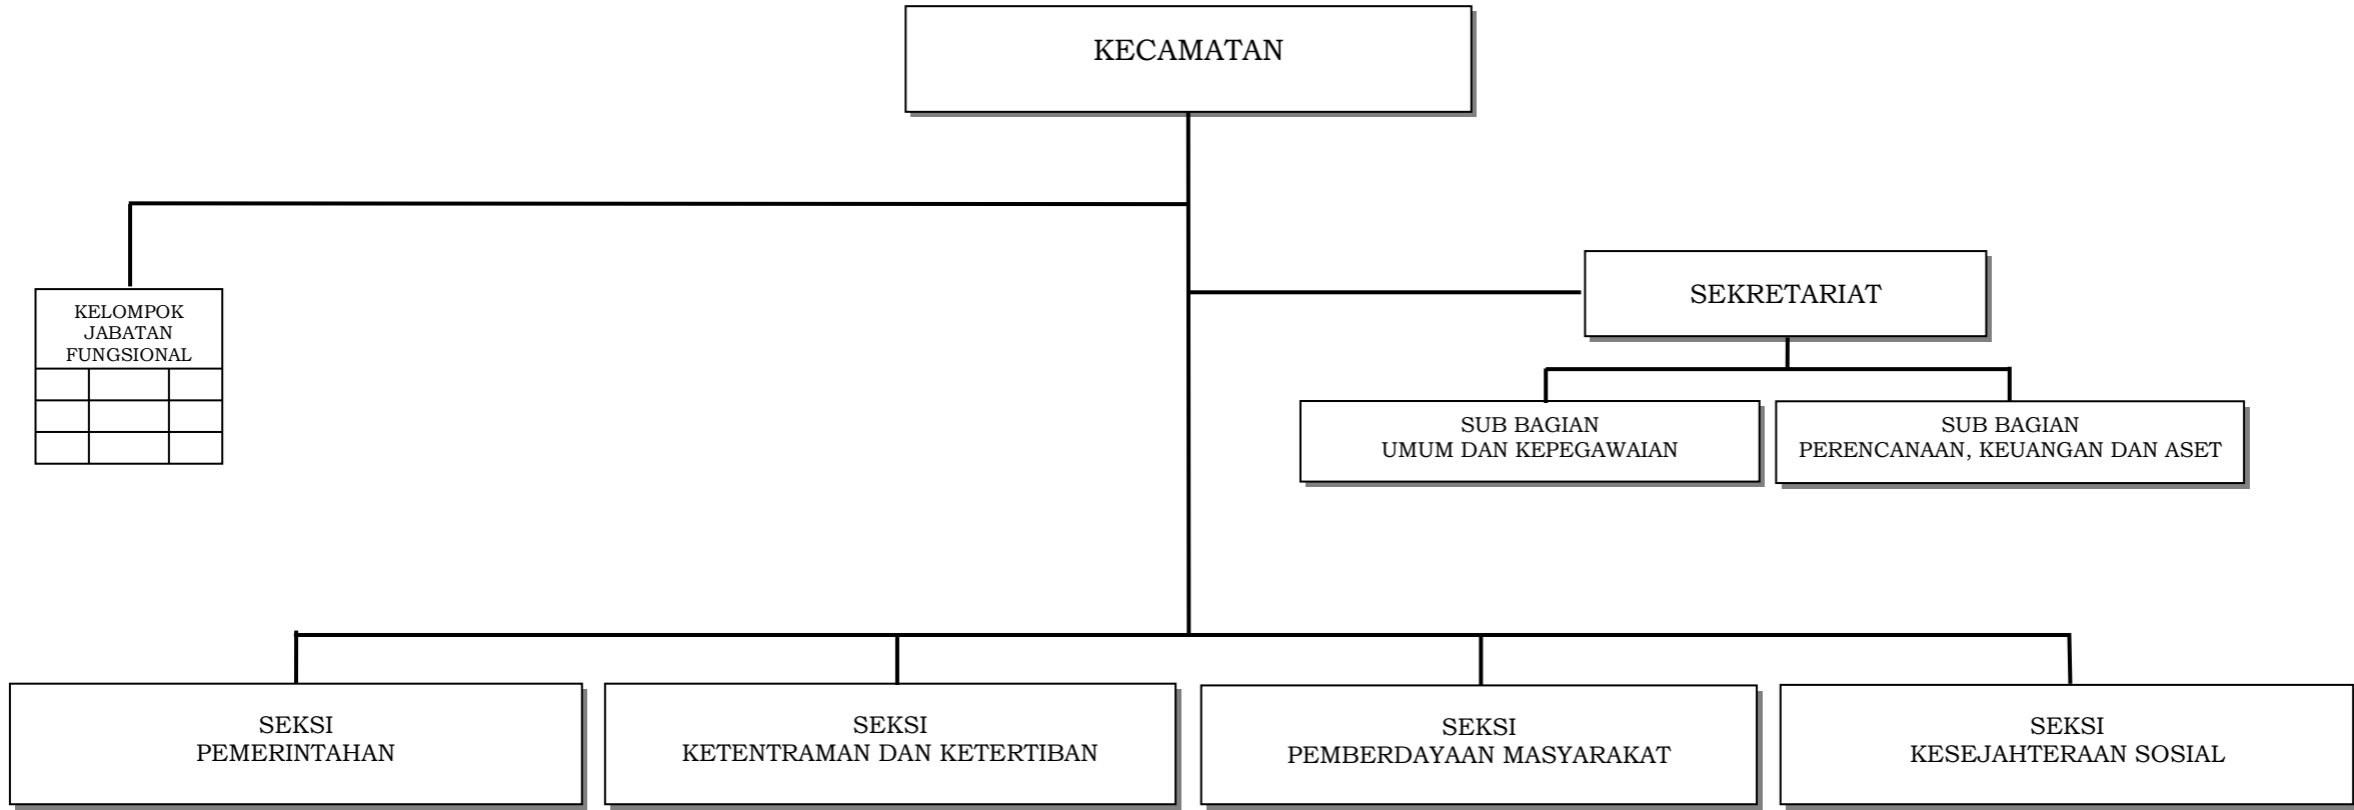 KECAMATAN
KELOMPOK
JABATAN
FUNGSIONAL
SEKRETARIAT
SUB BAGIAN
UMUM DAN KEPEGAWAIAN
SUB BAGIAN
PERENCANAAN, KEUANGAN DAN ASET
SEKSI
PEMERINTAHAN
SEKSI
KETENTRAMAN DAN KETERTIBAN
SEKSI
PEMBERDAYAAN MASYARAKAT
SEKSI
KESEJAHTERAAN SOSIAL